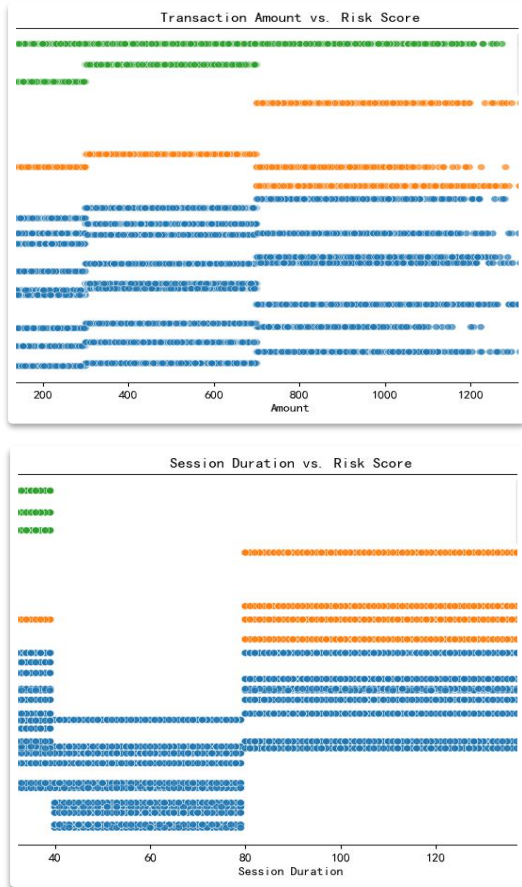 Transaction Amount vs. Risk Score
200 400 600 800 1000 1200
Amount
Session Duration vs. Risk Score
40 60 80 100 120
Session Duration